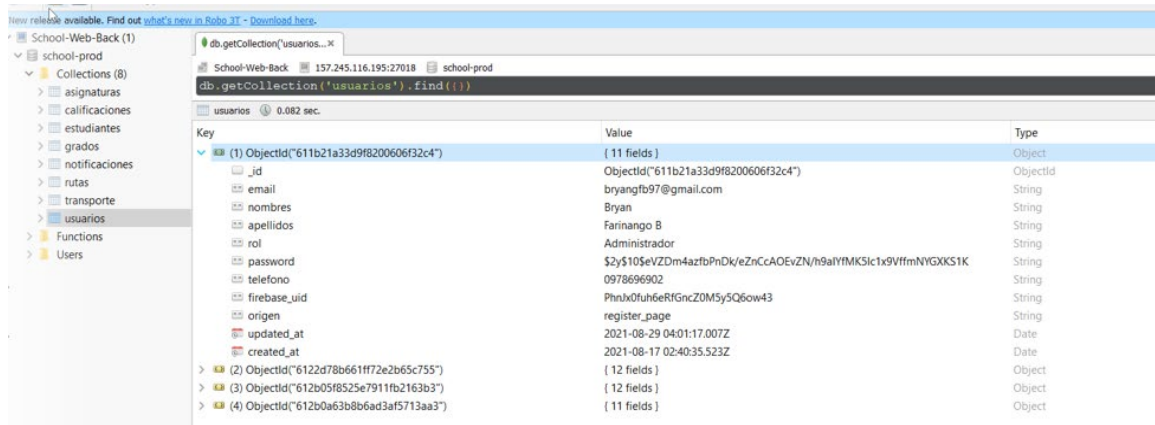 New release available. Find out what's new in Robo 3T - Download here.
School-Web-Back (1)
school-prod
Collections (8)
asignaturas
calificaciones
estudiantes
grados
notificaciones
rutas
transporte
usuarios
Functions
Users
db.getCollection('usuarios...
School-Web-Back 157.245.116.195:27018 school-prod
db.getCollection('usuarios').find({})
usuarios 0.082 sec.
Key Value Type
(1) ObjectId("611b21a33d9f8200606f32c4") { 11 fields } Object
_id ObjectId("611b21a33d9f8200606f32c4") ObjectId
email bryangfb97@gmail.com String
nombres Bryan String
apellidos Farinango B String
rol Administrador String
password $2y$10$eVZDm4azfbPnDk/eZnCcAOEvZN/h9aIYfMK5Ic1x9VffmNYGXKS1K String
telefono 0978696902 String
firebase_uid PhnJx0fuh6eRfGncZ0M5y5Q6ow43 String
origen register_page String
updated_at 2021-08-29 04:01:17.007Z Date
created_at 2021-08-17 02:40:35.523Z Date
(2) ObjectId("6122d78b661ff72e2b65c755") { 12 fields } Object
(3) ObjectId("612b05f8525e7911fb2163b3") { 12 fields } Object
(4) ObjectId("612b0a63b8b6ad3af5713aa3") { 11 fields } Object